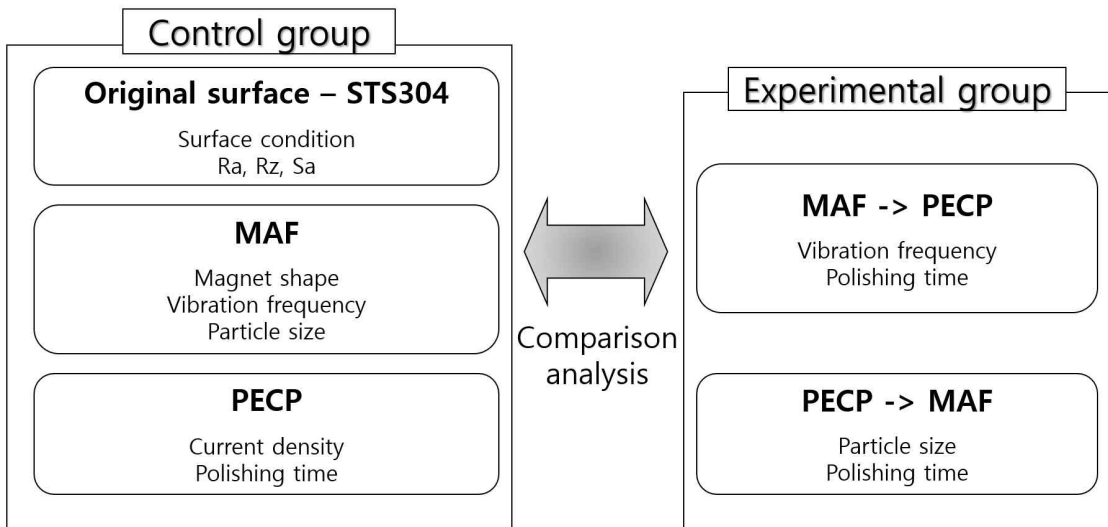 Control group
Original surface – STS304
Surface condition
Ra, Rz, Sa
MAF
Magnet shape
Vibration frequency
Particle size
PECP
Current density
Polishing time
Comparison
analysis
Experimental group
MAF -> PECP
Vibration frequency
Polishing time
PECP -> MAF
Particle size
Polishing time